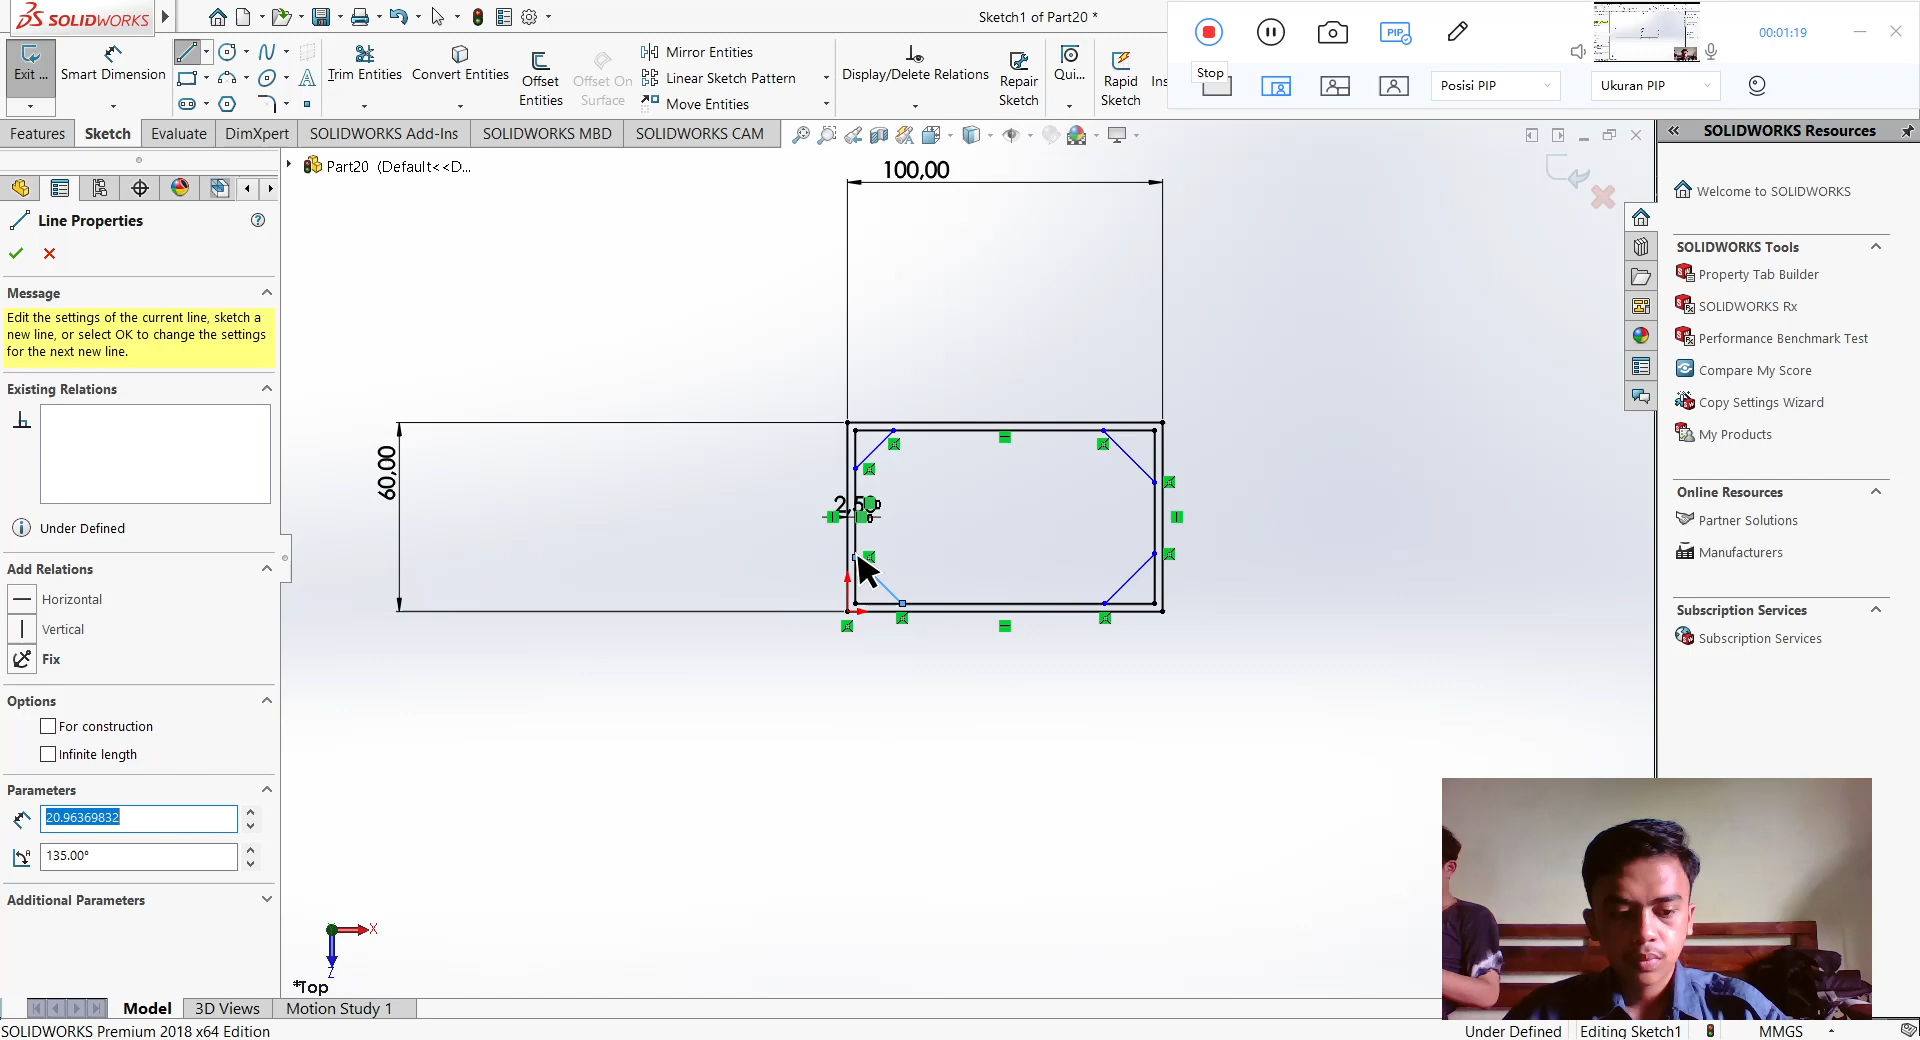 SOLIDWORKS
Sketch1 of Part20 *
00:01:19
Stop
Posisi PIP
Ukuran PIP
PIP
Exit ...
Smart Dimension
Trim Entities
Convert Entities
Offset Entities
Offset On Surface
Mirror Entities
Linear Sketch Pattern
Move Entities
Display/Delete Relations
Repair Sketch
Qui...
Rapid Sketch
Ins
Features
Sketch
Evaluate
DimXpert
SOLIDWORKS Add-Ins
SOLIDWORKS MBD
SOLIDWORKS CAM
SOLIDWORKS Resources
Part20 (Default<<D...
Line Properties
Message
Edit the settings of the current line, sketch a
new line, or select OK to change the settings
for the next new line.
Existing Relations
Under Defined
Add Relations
Horizontal
Vertical
Fix
Options
For construction
Infinite length
Parameters
20.96369832
135.00°
Additional Parameters
100,00
60,00
X
Z
*Top
Welcome to SOLIDWORKS
SOLIDWORKS Tools
Property Tab Builder
SOLIDWORKS Rx
Performance Benchmark Test
Compare My Score
Copy Settings Wizard
My Products
Online Resources
Partner Solutions
Manufacturers
Subscription Services
Subscription Services
Model
3D Views
Motion Study 1
SOLIDWORKS Premium 2018 x64 Edition
Under Defined
Editing Sketch1
MMGS